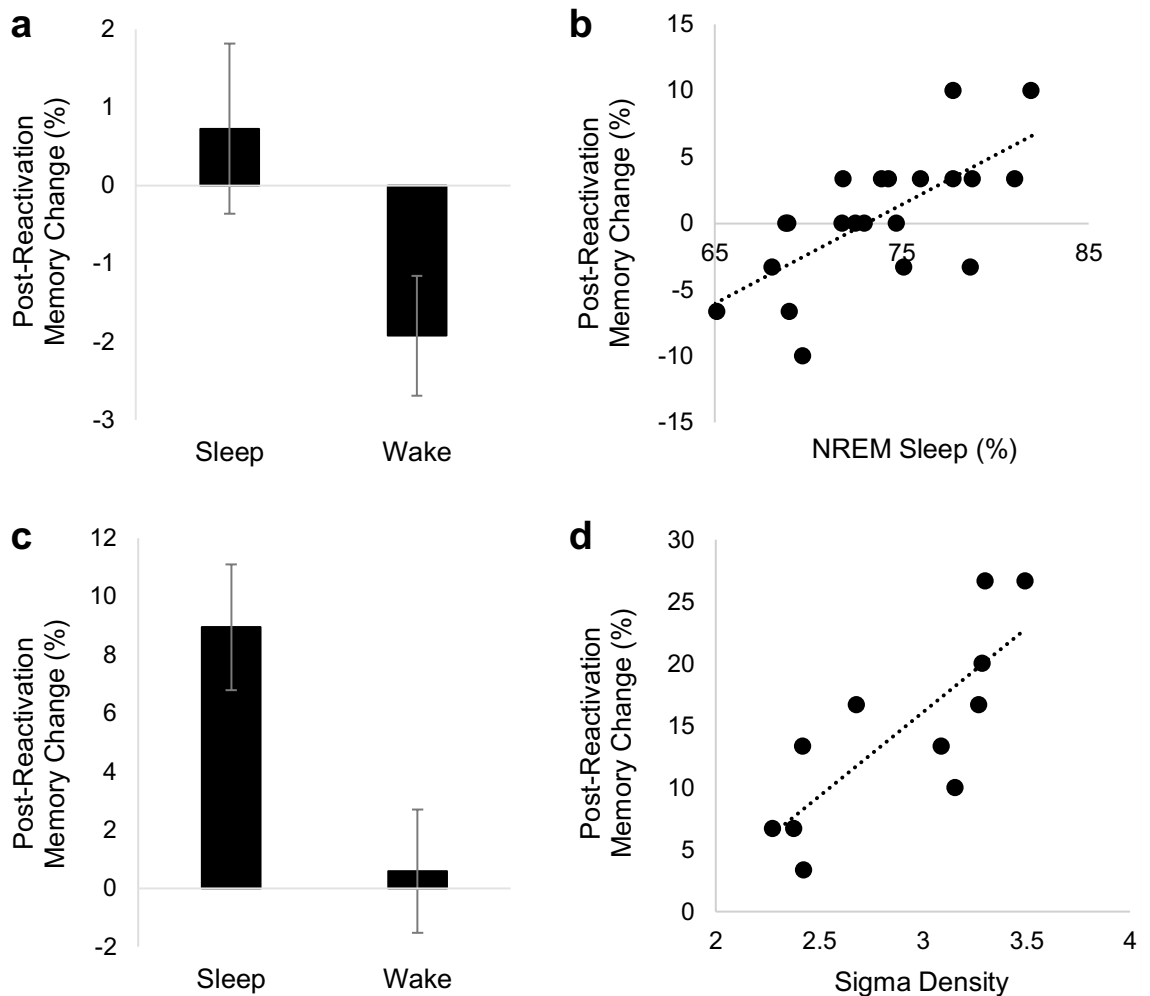 a
Post-Reactivation
Memory Change (%)
2
1
0
-1
-2
-3
Sleep Wake
b
Post-Reactivation
Memory Change (%)
15
10
5
0
-5
-10
-15
65 75 85
NREM Sleep (%)
c
Post-Reactivation
Memory Change (%)
12
10
8
6
4
2
0
-2
Sleep Wake
d
Post-Reactivation
Memory Change (%)
30
25
20
15
10
5
0
2 2.5 3 3.5 4
Sigma Density